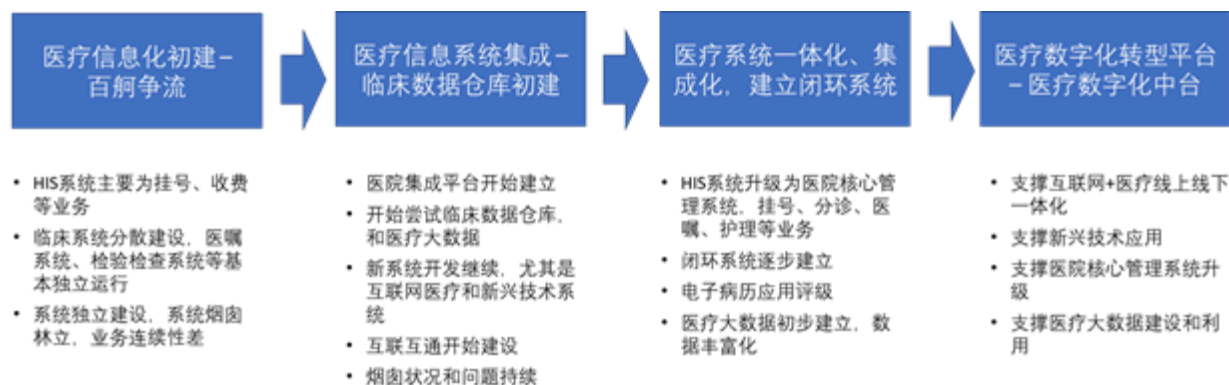 医疗信息化初建–
百舸争流
医疗信息系统集成–
临床数据仓库初建
医疗系统一体化、集
成化，建立闭环系统
医疗数字化转型平台
– 医疗数字化中台
• HIS系统主要为挂号、收费
等业务
• 临床系统分散建设，医嘱
系统、检验检查系统等基
本独立运行
• 系统独立建设，系统烟囱
林立，业务连续性差
• 医院集成平台开始建立
• 开始尝试临床数据仓库，
和医疗大数据
• 新系统开发继续，尤其是
互联网医疗和新兴技术系
统
• 互联互通开始建设
• 烟囱状况和问题持续
• HIS系统升级为医院核心管
理系统，挂号、分诊、医
嘱、护理等业务
• 闭环系统逐步建立
• 电子病历应用评级
• 医疗大数据初步建立，数
据丰富化
• 支撑互联网+医疗线上线下
一体化
• 支撑新兴技术应用
• 支撑医院核心管理系统升
级
• 支撑医疗大数据建设和利
用